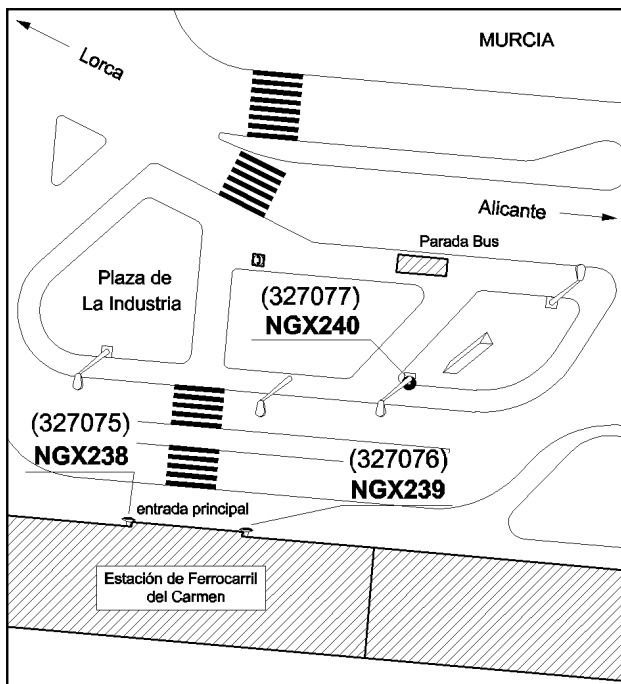 MURCIA
Lorca
Alicante
Parada Bus
Plaza de
La Industria
(327077)
NGX240
(327075)
NGX238
(327076)
NGX239
entrada principal
Estación de Ferrocarril
del Carmen